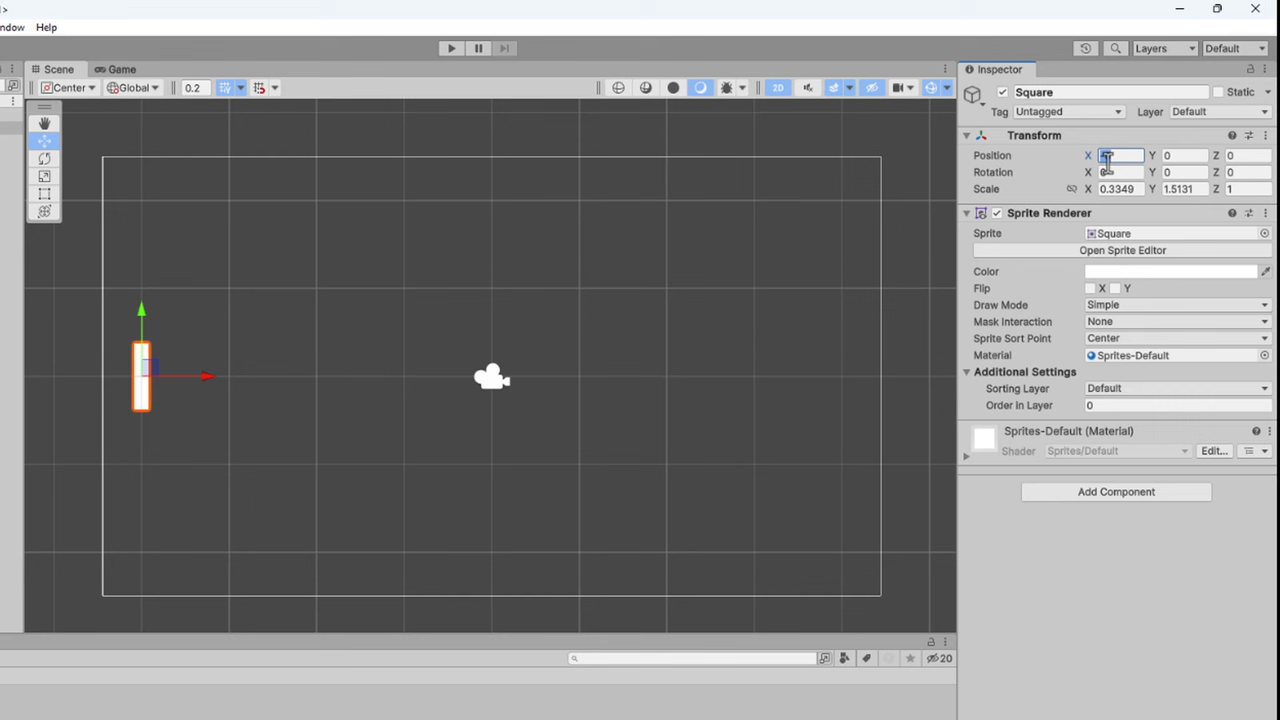 ndow Help
Layers Default
Scene Game
Inspector
Center Global 0.2 2D
Square Static
Tag Untagged Layer Default
Transform
Position X Y 0 Z 0
Rotation X Y 0 Z 0
Scale X 0.3349 Y 1.5131 Z 1
Sprite Renderer
Sprite Square
Open Sprite Editor
Color
Flip X Y
Draw Mode Simple
Mask Interaction None
Sprite Sort Point Center
Material Sprites-Default
Additional Settings
Sorting Layer Default
Order in Layer 0
Sprites-Default (Material)
Shader Sprites/Default Edit...
Add Component
20